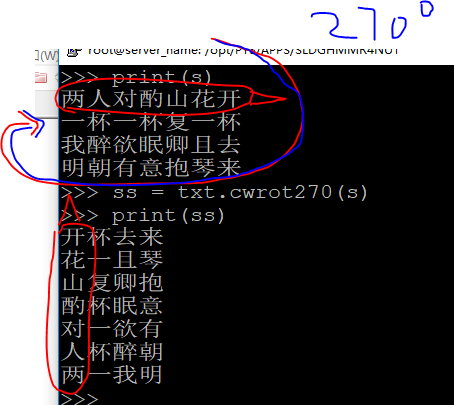 270°
root@server_name: /opt/PTO/APPS/SLDGHMMR4NUT
>>> print(s)
两人对酌山花开
一杯一杯复一杯
我醉欲眠卿且去
明朝有意抱琴来
>>> ss = txt.cwrot270(s)
>>> print(ss)
开杯去来
花一且琴
山复卿抱
酌杯眠意
对一欲有
人杯醉朝
两一我明
>>>